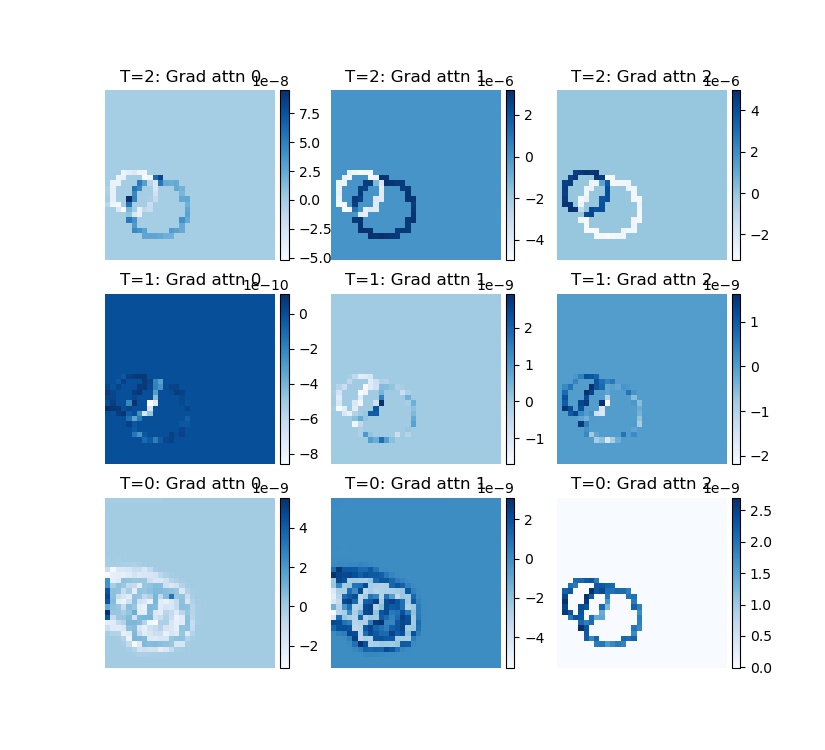 T=2: Grad attn 0
1e−8
7.5
5.0
2.5
0.0
−2.5
−5.0
T=2: Grad attn 1
1e−6
2
0
−2
−4
T=2: Grad attn 2
1e−6
4
2
0
−2
T=1: Grad attn 0
1e−10
0
−2
−4
−6
−8
T=1: Grad attn 1
1e−9
2
1
0
−1
T=1: Grad attn 2
1e−9
1
0
−1
−2
T=0: Grad attn 0
1e−9
4
2
0
−2
T=0: Grad attn 1
1e−9
2
0
−2
−4
T=0: Grad attn 2
1e−9
2.5
2.0
1.5
1.0
0.5
0.0